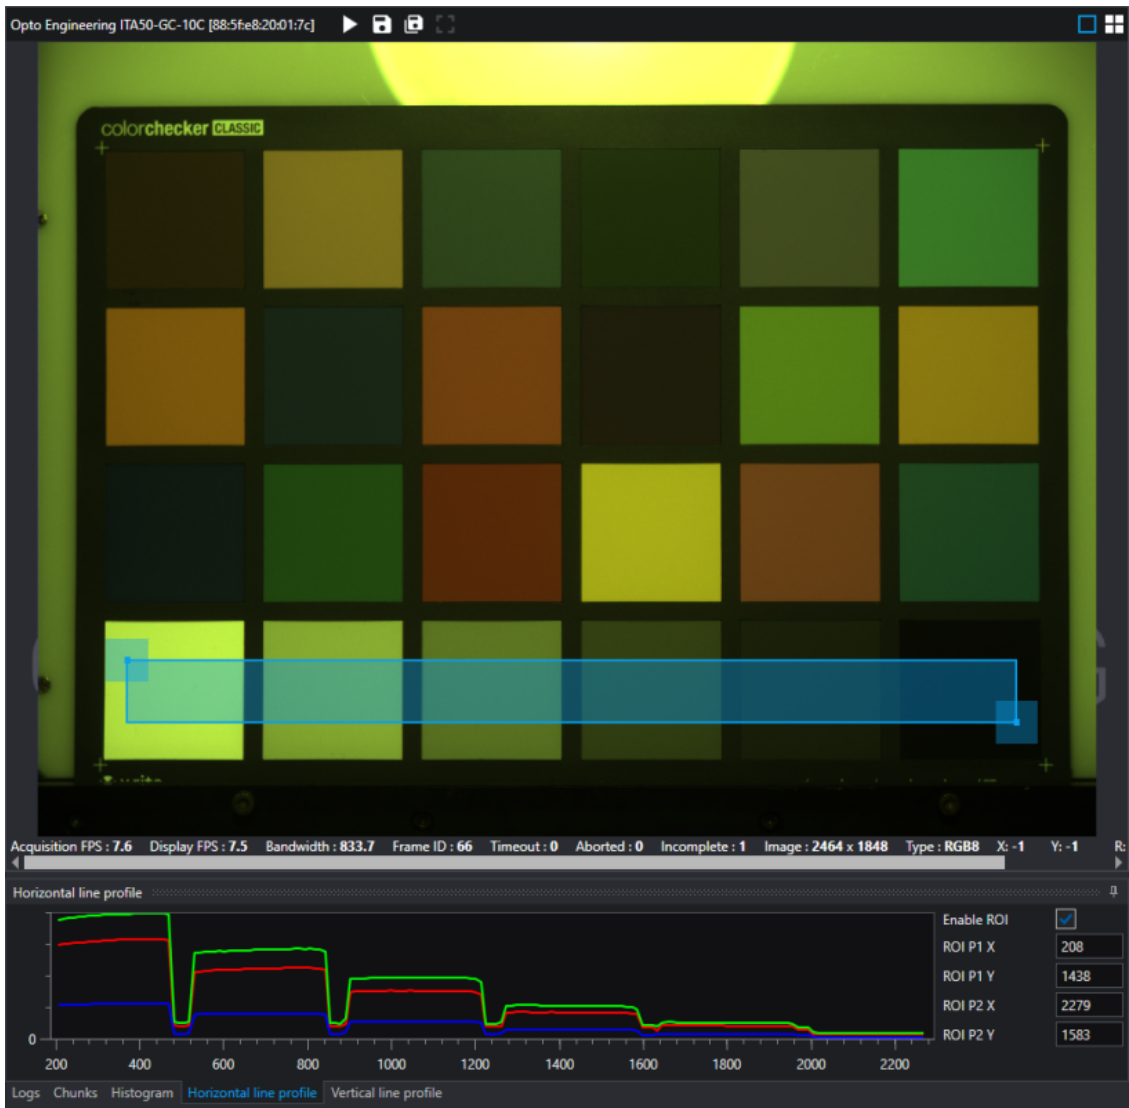 Opto Engineering ITA50-GC-10C [88:5f:e8:20:01:7c]
colorchecker CLASSIC
Acquisition FPS : 7.6 Display FPS : 7.5 Bandwidth : 833.7 Frame ID : 66 Timeout : 0 Aborted : 0 Incomplete : 1 Image : 2464 x 1848 Type : RGB8 X: -1 Y: -1 R:
Horizontal line profile
Enable ROI
ROI P1 X 208
ROI P1 Y 1438
ROI P2 X 2279
ROI P2 Y 1583
0
200 400 600 800 1000 1200 1400 1600 1800 2000 2200
Logs Chunks Histogram Horizontal line profile Vertical line profile